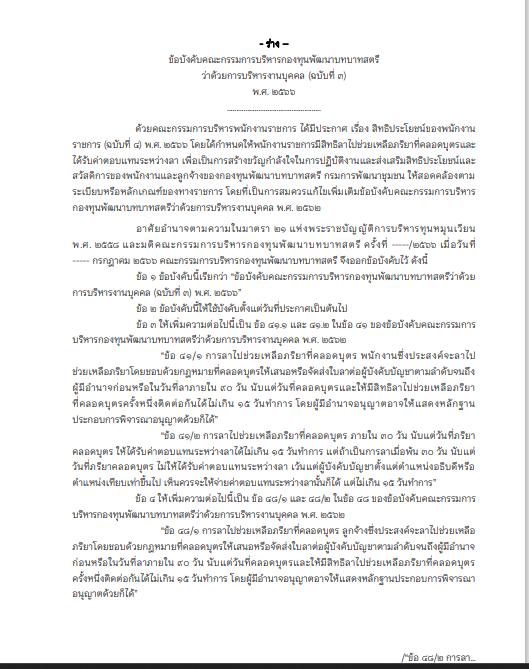 - ร่าง –
ข้อบังคับคณะกรรมการบริหารกองทุนพัฒนาบทบาทสตรี
ว่าด้วยการบริหารงานบุคคล (ฉบับที่ ๓)
พ.ศ. ๒๕๖๖
ด้วยคณะกรรมการบริหารพนักงานราชการ ได้มีประกาศ เรื่อง สิทธิประโยชน์ของพนักงาน
ราชการ (ฉบับที่ ๘) พ.ศ. ๒๕๖๖ โดยได้กำหนดให้พนักงานราชการมีสิทธิลาไปช่วยเหลือภริยาที่คลอดบุตรและ
ได้รับค่าตอบแทนระหว่างลา เพื่อเป็นการสร้างขวัญกำลังใจในการปฏิบัติงานและส่งเสริมสิทธิประโยชน์และ
สวัสดิการของพนักงานและลูกจ้างของกองทุนพัฒนาบทบาทสตรี กรมการพัฒนาชุมชน ให้สอดคล้องตาม
ระเบียบหรือหลักเกณฑ์ของทางราชการ โดยที่เป็นการสมควรแก้ไขเพิ่มเติมข้อบังคับคณะกรรมการบริหาร
กองทุนพัฒนาบทบาทสตรีว่าด้วยการบริหารงานบุคคล พ.ศ. ๒๕๖๒
อาศัยอำนาจตามความในมาตรา ๒๑ แห่งพระราชบัญญัติการบริหารทุนหมุนเวียน
พ.ศ. ๒๕๕๘ และมติคณะกรรมการบริหารกองทุนพัฒนาบทบาทสตรี ครั้งที่ -----/๒๕๖๖ เมื่อวันที่
----- กรกฎาคม ๒๕๖๖ คณะกรรมการบริหารกองทุนพัฒนาบทบาทสตรี จึงออกข้อบังคับไว้ ดังนี้
ข้อ ๑ ข้อบังคับนี้เรียกว่า “ข้อบังคับคณะกรรมการบริหารกองทุนพัฒนาบทบาทสตรีว่าด้วย
การบริหารงานบุคคล (ฉบับที่ ๓) พ.ศ. ๒๕๖๖”
ข้อ ๒ ข้อบังคับนี้ให้ใช้บังคับตั้งแต่วันที่ประกาศเป็นต้นไป
ข้อ ๓ ให้เพิ่มความต่อไปนี้เป็น ข้อ ๔๑.๑ และ ๔๑.๒ ในข้อ ๔๑ ของข้อบังคับคณะกรรมการ
บริหารกองทุนพัฒนาบทบาทสตรีว่าด้วยการบริหารงานบุคคล พ.ศ. ๒๕๖๒
“ข้อ ๔๑/๑ การลาไปช่วยเหลือภริยาที่คลอดบุตร พนักงานซึ่งประสงค์จะลาไป
ช่วยเหลือภริยาโดยชอบด้วยกฎหมายที่คลอดบุตรให้เสนอหรือจัดส่งใบลาต่อผู้บังคับบัญชาตามลำดับจนถึง
ผู้มีอำนาจก่อนหรือในวันที่ลาภายใน ๙๐ วัน นับแต่วันที่คลอดบุตรและให้มีสิทธิลาไปช่วยเหลือภริยา
ที่คลอดบุตรครั้งหนึ่งติดต่อกันได้ไม่เกิน ๑๕ วันทำการ โดยผู้มีอำนาจอนุญาตอาจให้แสดงหลักฐาน
ประกอบการพิจารณาอนุญาตด้วยก็ได้”
“ข้อ ๔๑/๒ การลาไปช่วยเหลือภริยาที่คลอดบุตร ภายใน ๓๐ วัน นับแต่วันที่ภริยา
คลอดบุตร ให้ได้รับค่าตอบแทนระหว่างลาได้ไม่เกิน ๑๕ วันทำการ แต่ถ้าเป็นการลาเมื่อพ้น ๓๐ วัน นับแต่
วันที่ภริยาคลอดบุตร ไม่ให้ได้รับค่าตอบแทนระหว่างลา เว้นแต่ผู้บังคับบัญชาตั้งแต่ตำแหน่งอธิบดีหรือ
ตำแหน่งเทียบเท่าขึ้นไป เห็นควรจะให้จ่ายค่าตอบแทนระหว่างลานั้นก็ได้ แต่ไม่เกิน ๑๕ วันทำการ”
ข้อ ๔ ให้เพิ่มความต่อไปนี้เป็น ข้อ ๔๘/๑ และ ๔๘/๒ ในข้อ ๔๘ ของข้อบังคับคณะกรรมการ
บริหารกองทุนพัฒนาบทบาทสตรีว่าด้วยการบริหารงานบุคคล พ.ศ. ๒๕๖๒
“ข้อ ๔๘/๑ การลาไปช่วยเหลือภริยาที่คลอดบุตร ลูกจ้างซึ่งประสงค์จะลาไปช่วยเหลือ
ภริยาโดยชอบด้วยกฎหมายที่คลอดบุตรให้เสนอหรือจัดส่งใบลาต่อผู้บังคับบัญชาตามลำดับจนถึงผู้มีอำนาจ
ก่อนหรือในวันที่ลาภายใน ๙๐ วัน นับแต่วันที่คลอดบุตรและให้มีสิทธิลาไปช่วยเหลือภริยาที่คลอดบุตร
ครั้งหนึ่งติดต่อกันได้ไม่เกิน ๑๕ วันทำการ โดยผู้มีอำนาจอนุญาตอาจให้แสดงหลักฐานประกอบการพิจารณา
อนุญาตด้วยก็ได้”
/“ข้อ ๔๘/๒ การลา...